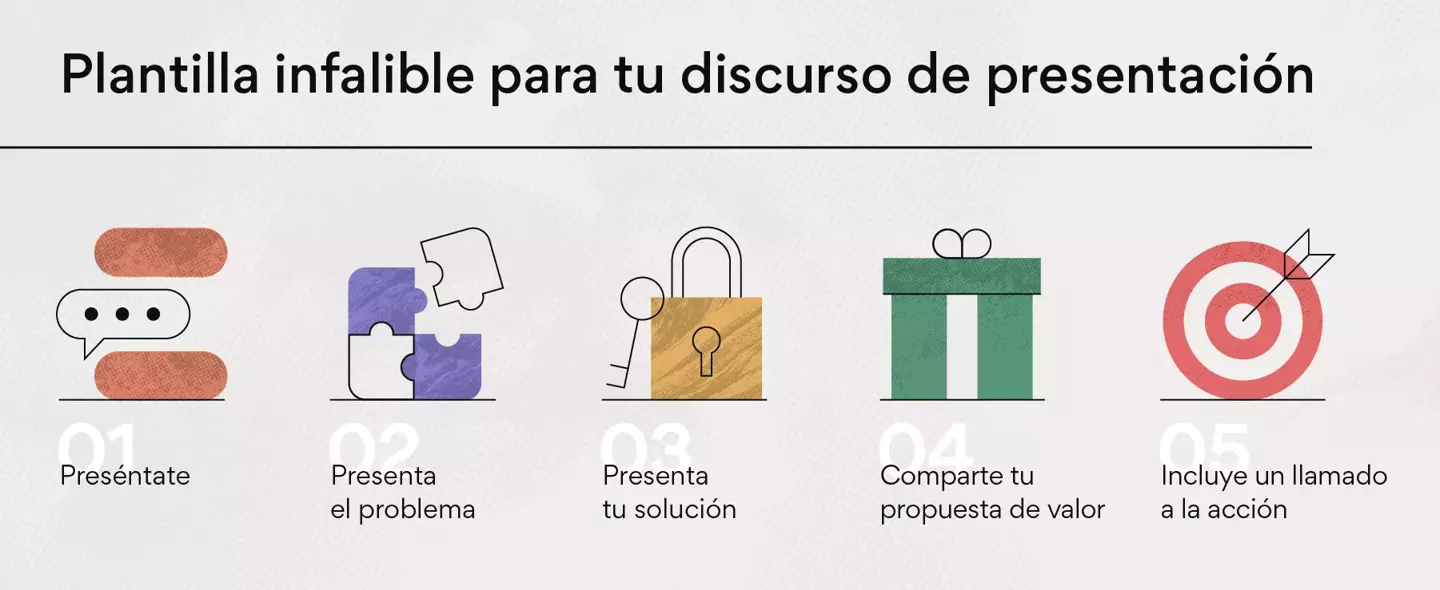 Plantilla infalible para tu discurso de presentación
01
Preséntate
02
Presenta
el problema
03
Presenta
tu solución
04
Comparte tu
propuesta de valor
05
Incluye un llamado
a la acción